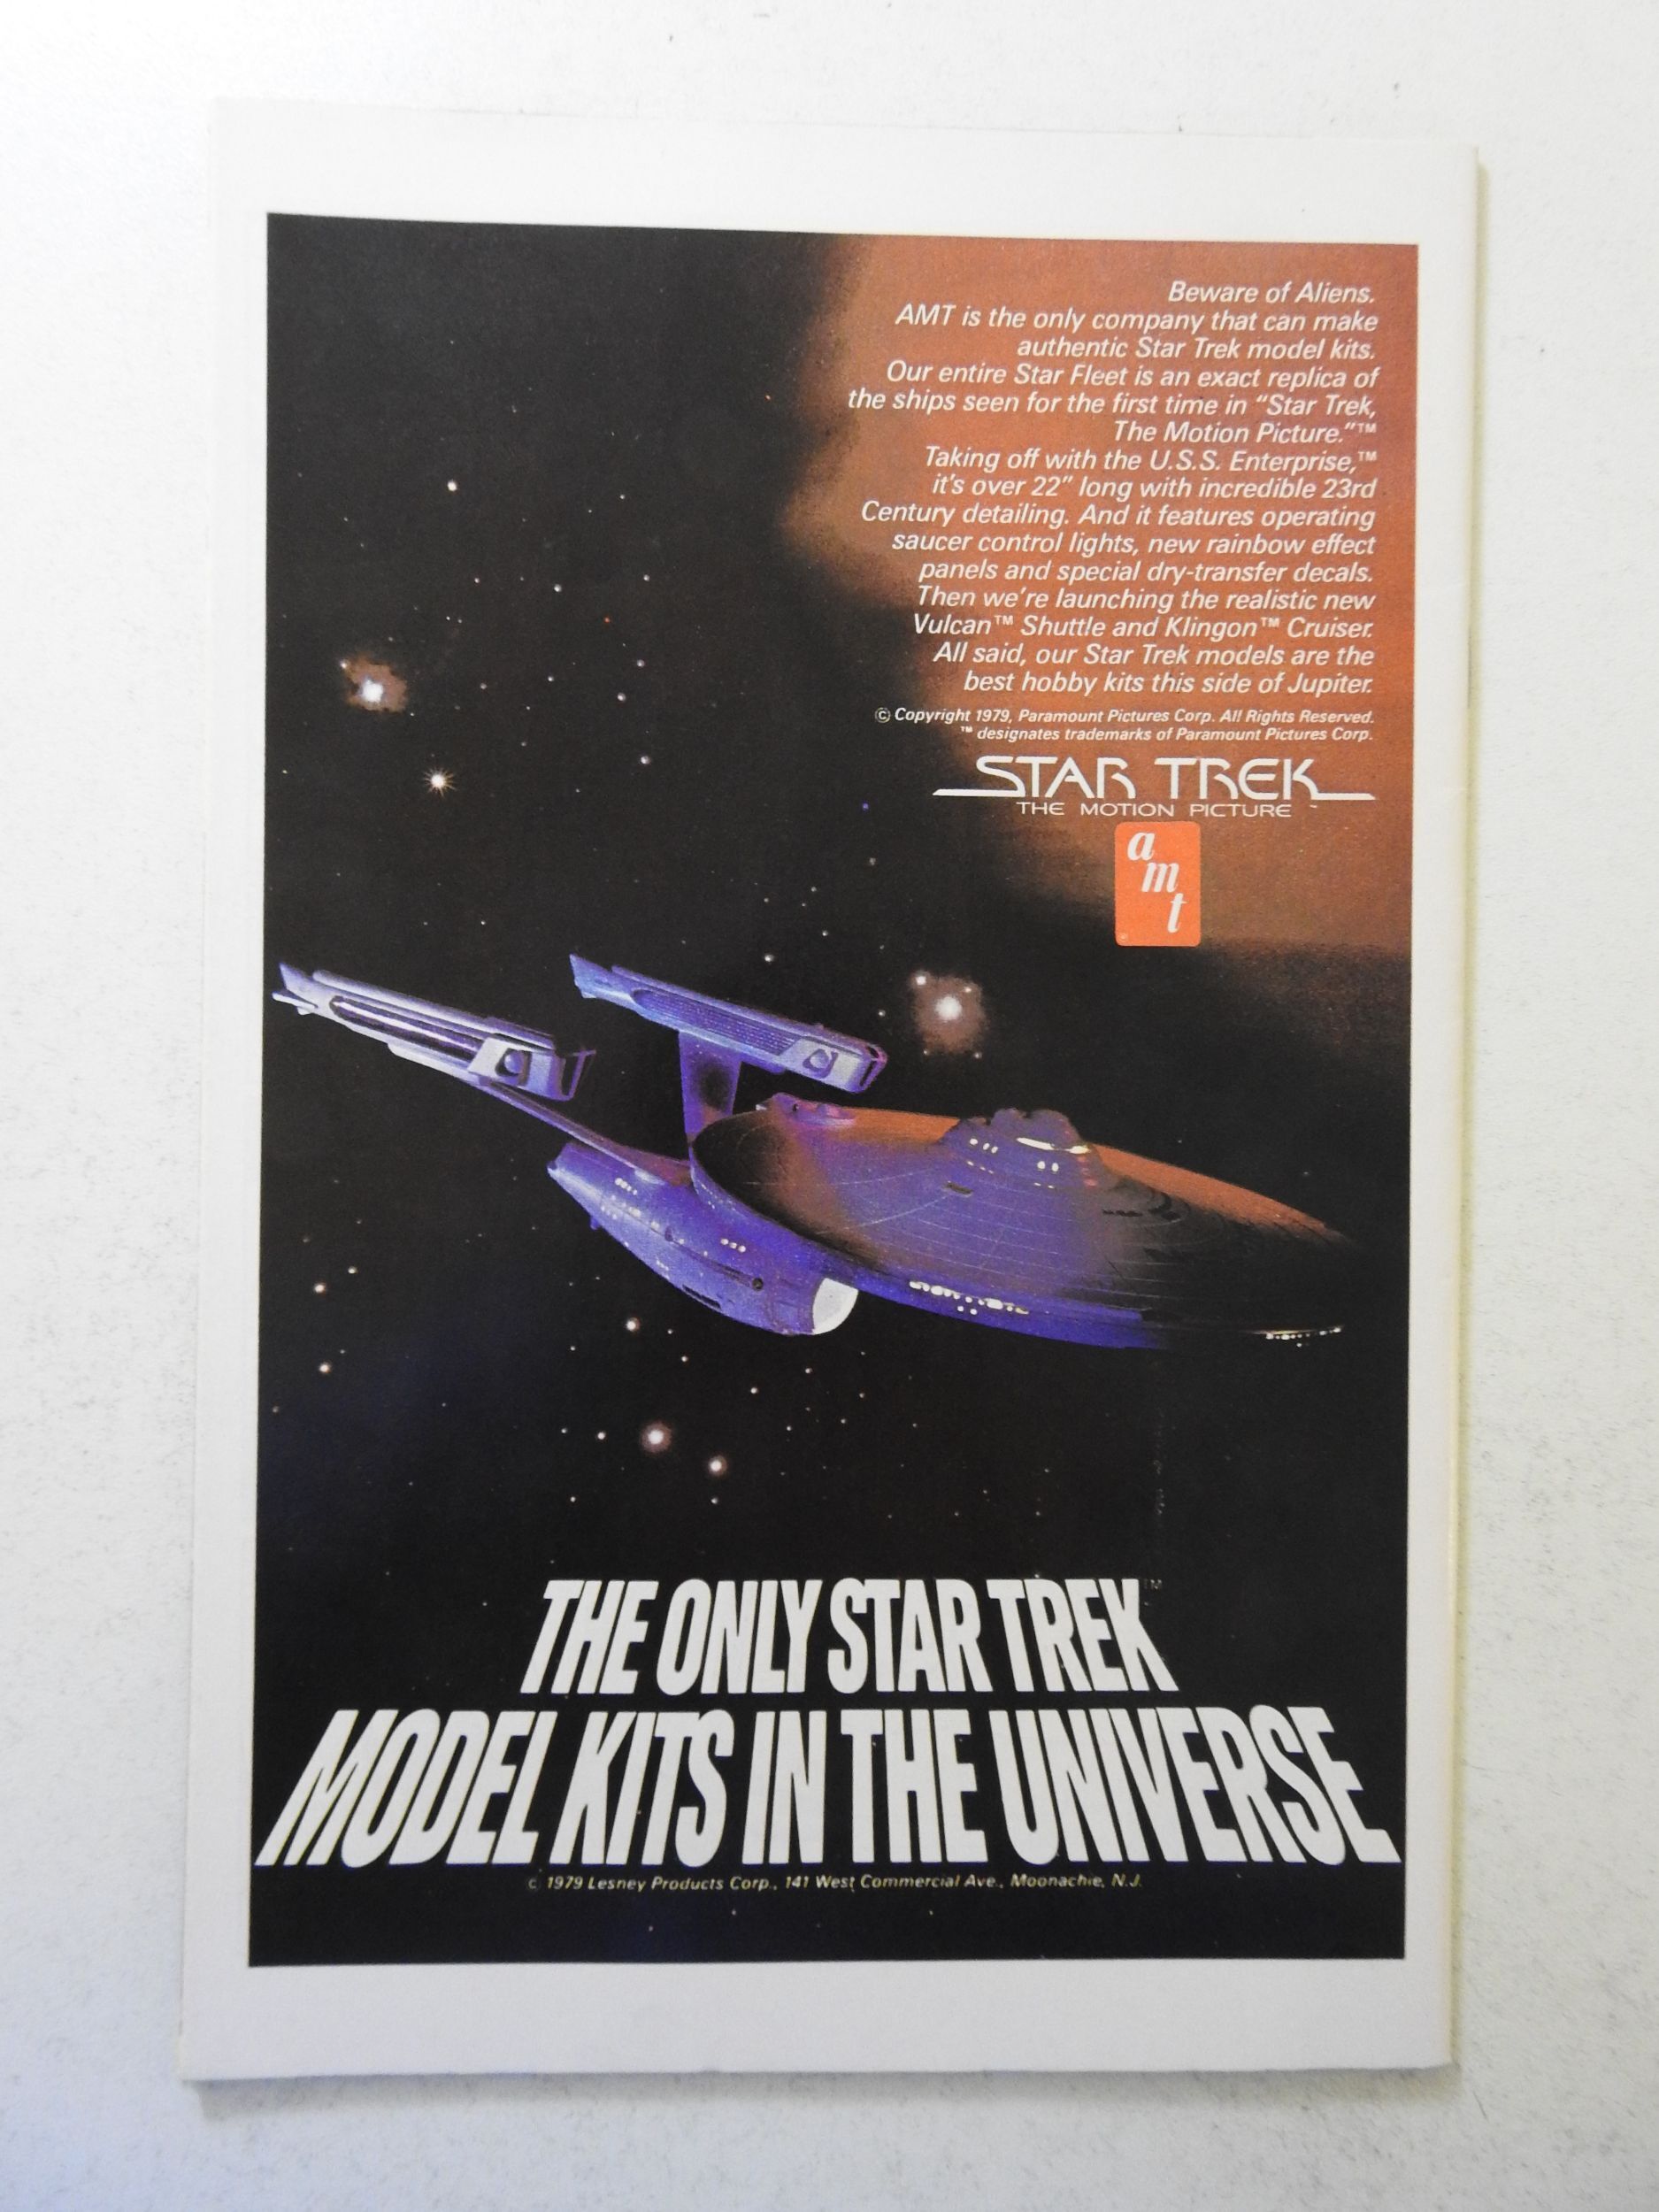 Beware of Aliens.
AMT is the only company that can make
authentic Star Trek model kits.
Our entire Star Fleet is an exact replica of
the ships seen for the first time in “Star Trek,
The Motion Picture.”™
Taking off with the U.S.S. Enterprise,™
it's over 22” long with incredible 23rd
Century detailing. And it features operating
saucer control lights, new rainbow effect
panels and special dry-transfer decals.
Then we're launching the realistic new
Vulcan™ Shuttle and Klingon™ Cruiser.
All said, our Star Trek models are the
best hobby kits this side of Jupiter.
© Copyright 1979, Paramount Pictures Corp. All Rights Reserved.
™ designates trademarks of Paramount Pictures Corp.
STAR TREK
THE MOTION PICTURE ™
a
m
t
THE ONLY STAR TREK™
MODEL KITS IN THE UNIVERSE
© 1979 Lesney Products Corp., 141 West Commercial Ave., Moonachie, N.J.